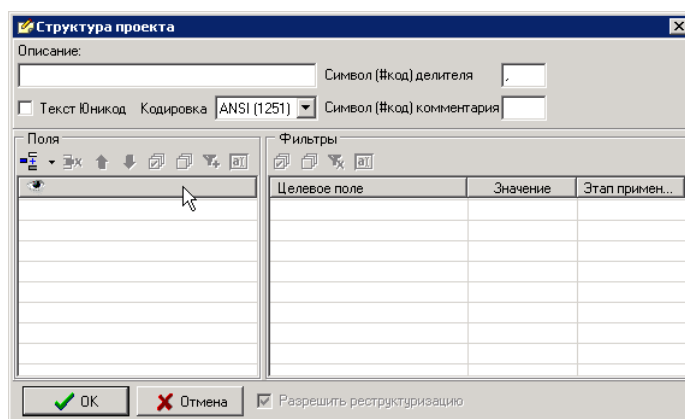 Структура проекта
Описание:
Символ (#код) делителя ,
Текст Юникод Кодировка ANSI (1251) Символ (#код) комментария
Поля Фильтры
Целевое поле Значение Этап примен...
OK Отмена Разрешить реструктуризацию